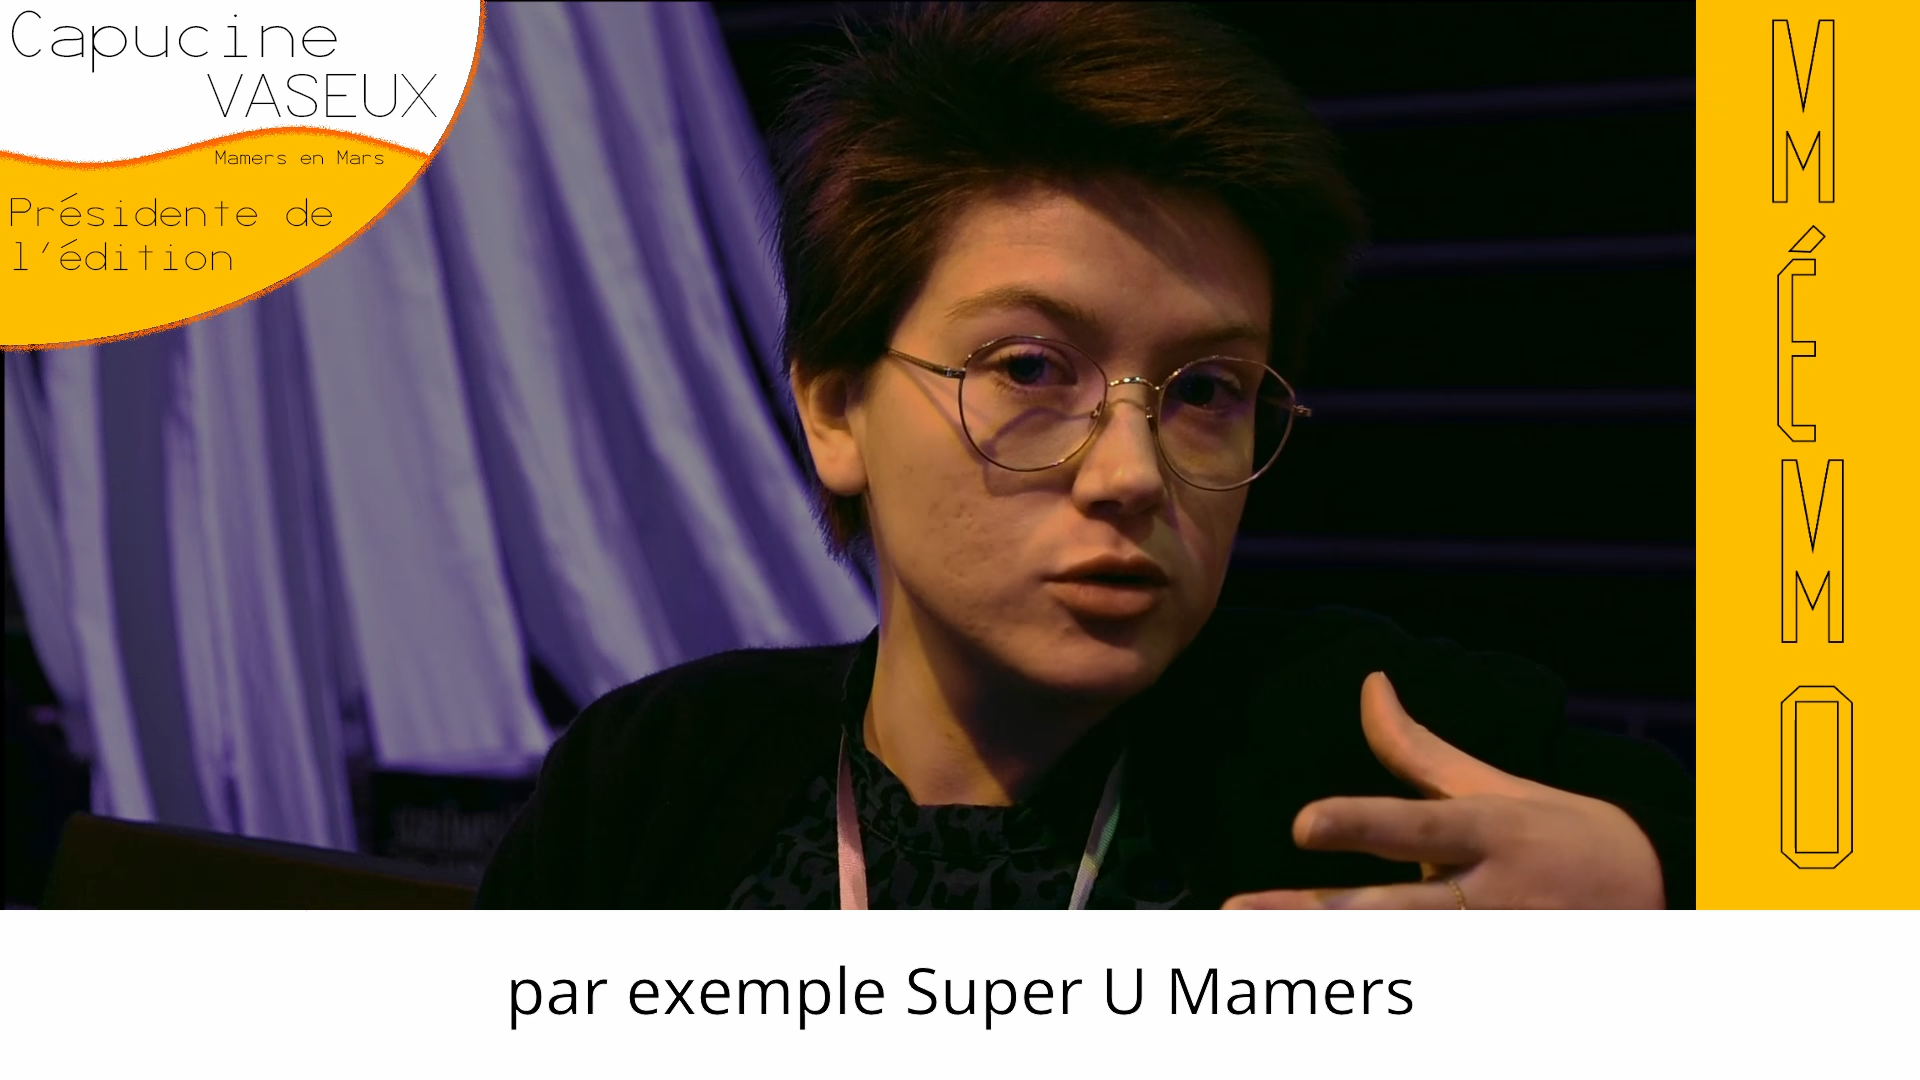 Capucine
VASEUX
Mamers en Mars
Présidente de
l'édition
MÉMO
par exemple Super U Mamers